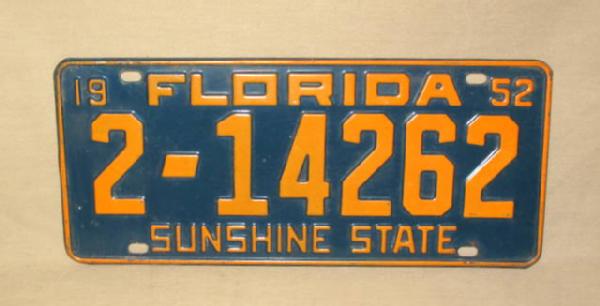 19 FLORIDA 52
2-14262
SUNSHINE STATE